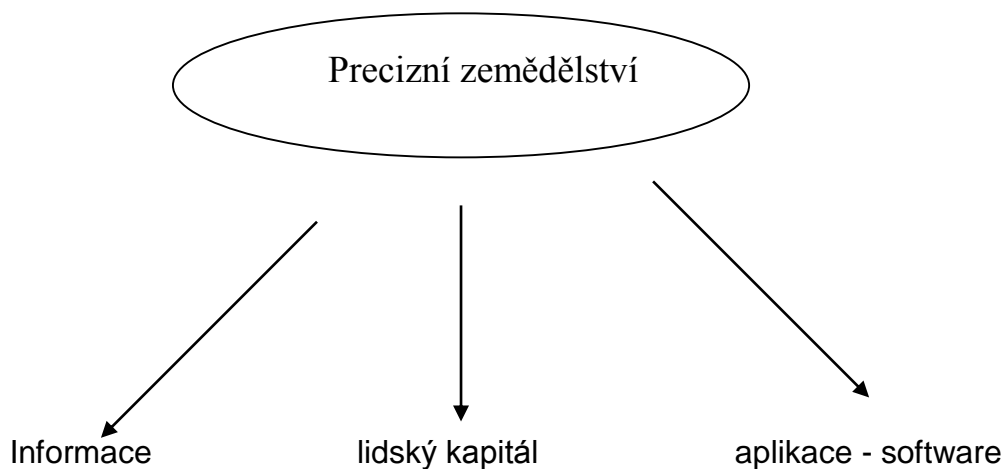 Precizní zemědělství
Informace lidský kapitál aplikace - software